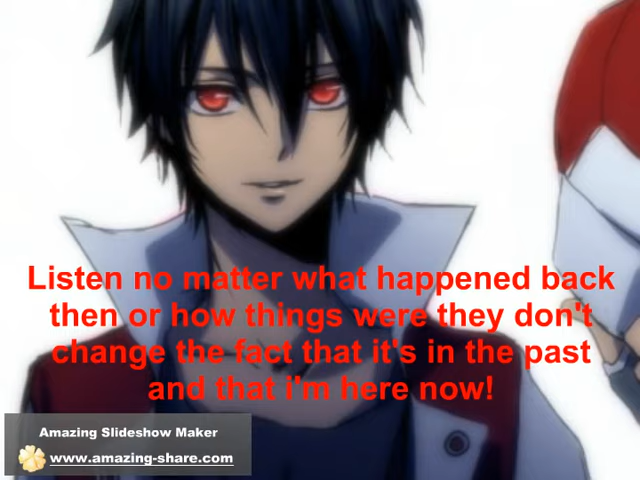 Listen no matter what happened back
then or how things were they don't
change the fact that it's in the past
and that i'm here now!
Amazing Slideshow Maker
www.amazing-share.com